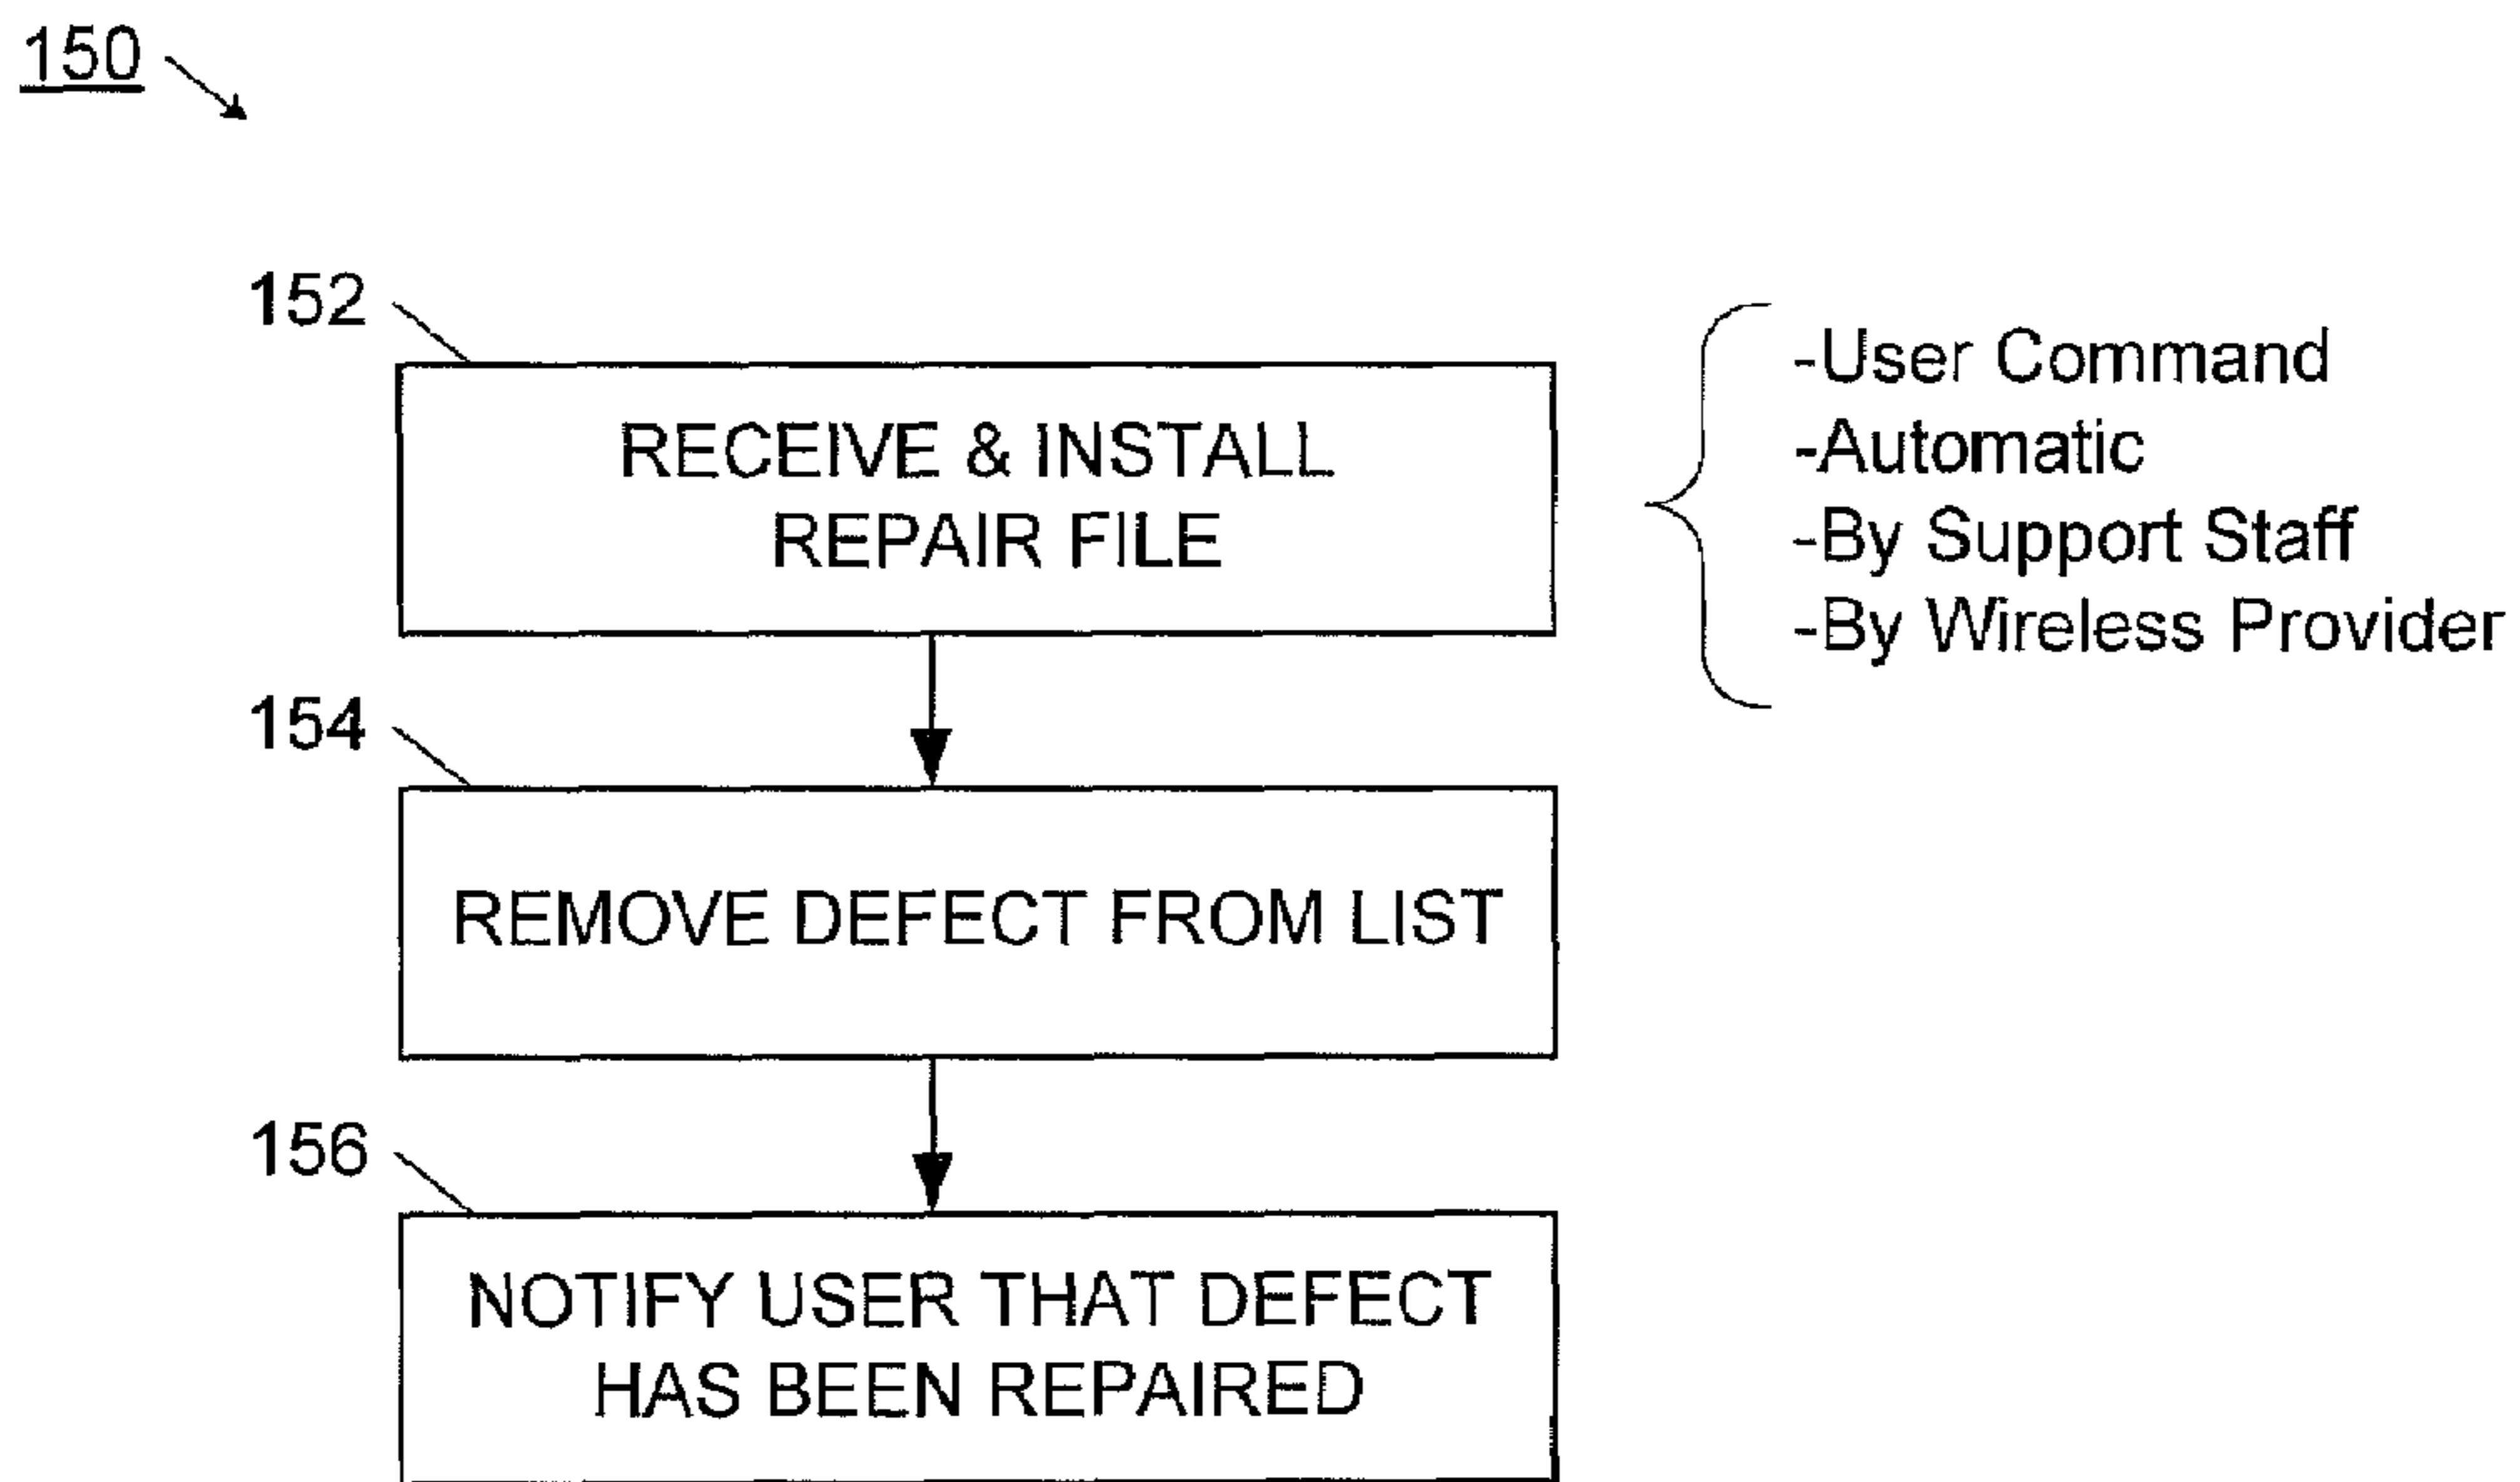 150
152
RECEIVE & INSTALL
REPAIR FILE
-User Command
-Automatic
-By Support Staff
-By Wireless Provider
154
REMOVE DEFECT FROM LIST
156
NOTIFY USER THAT DEFECT
HAS BEEN REPAIRED